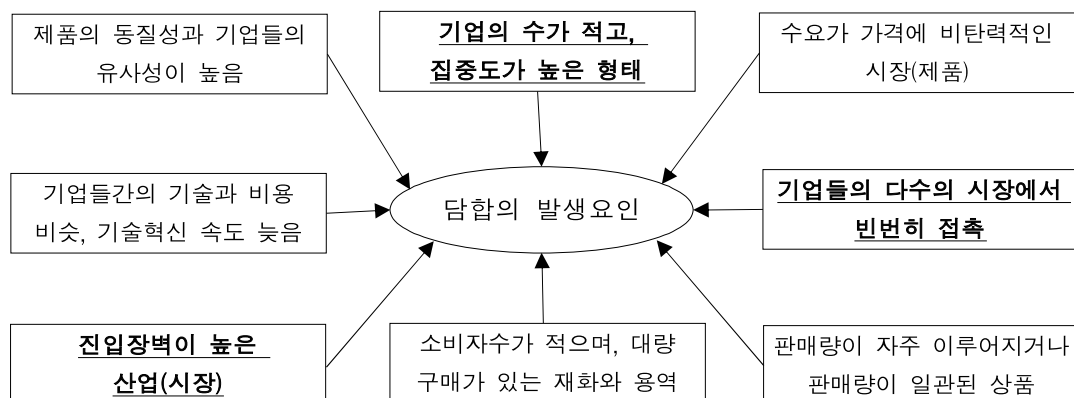 제품의 동질성과 기업들의
유사성이 높음
기업의 수가 적고,
집중도가 높은 형태
수요가 가격에 비탄력적인
시장(제품)
기업들간의 기술과 비용
비슷, 기술혁신 속도 늦음
담합의 발생요인
기업들의 다수의 시장에서
빈번히 접촉
진입장벽이 높은
산업(시장)
소비자수가 적으며, 대량
구매가 있는 재화와 용역
판매량이 자주 이루어지거나
판매량이 일관된 상품